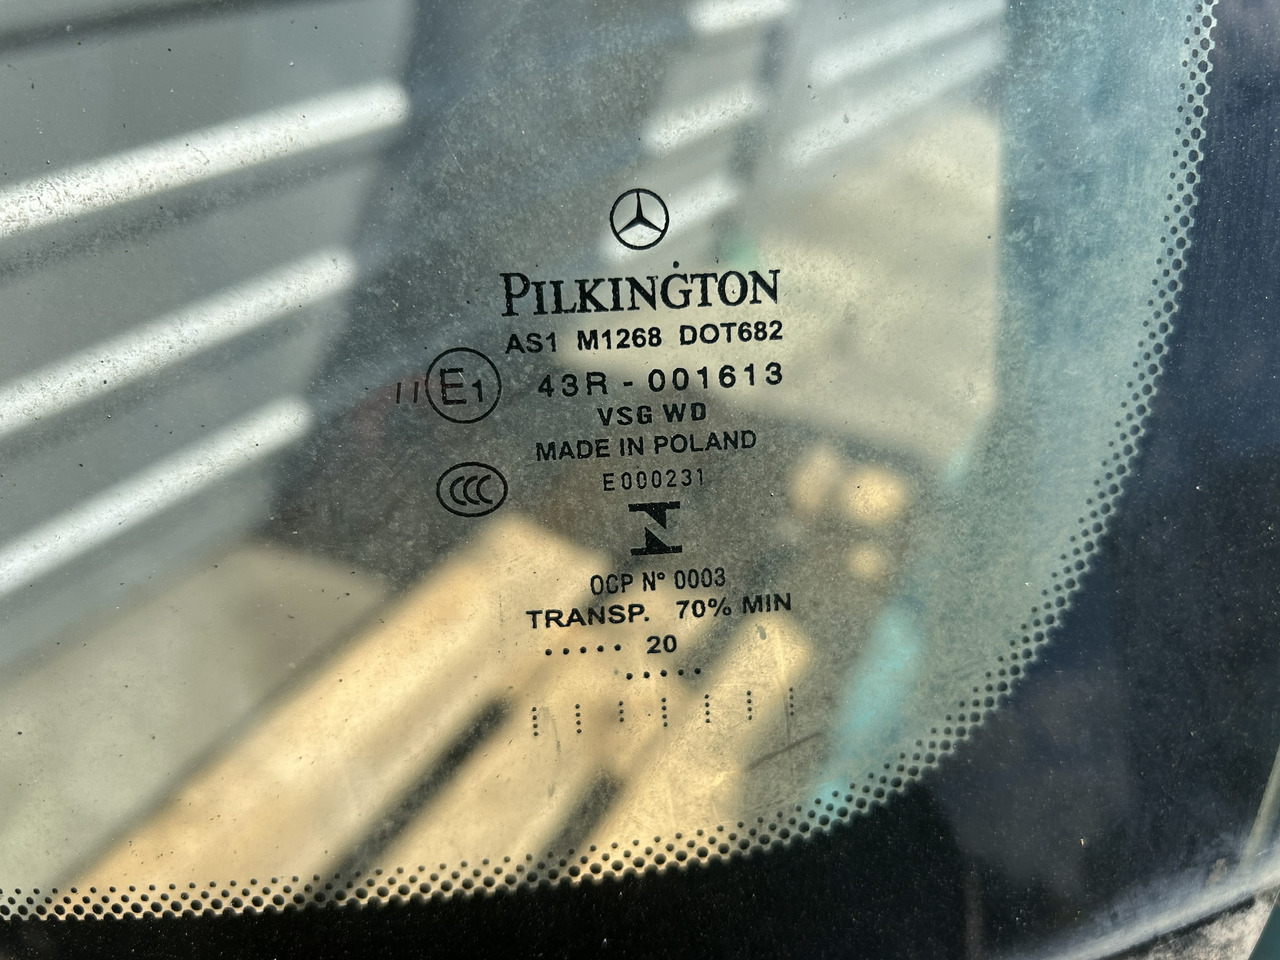 PILKINGTON
AS1 M1268 DOT682
II E1 43R - 001613
VSG WD
MADE IN POLAND
E000231
CCC
OCP N° 0003
TRANSP. 70% MIN
..... 20
.....